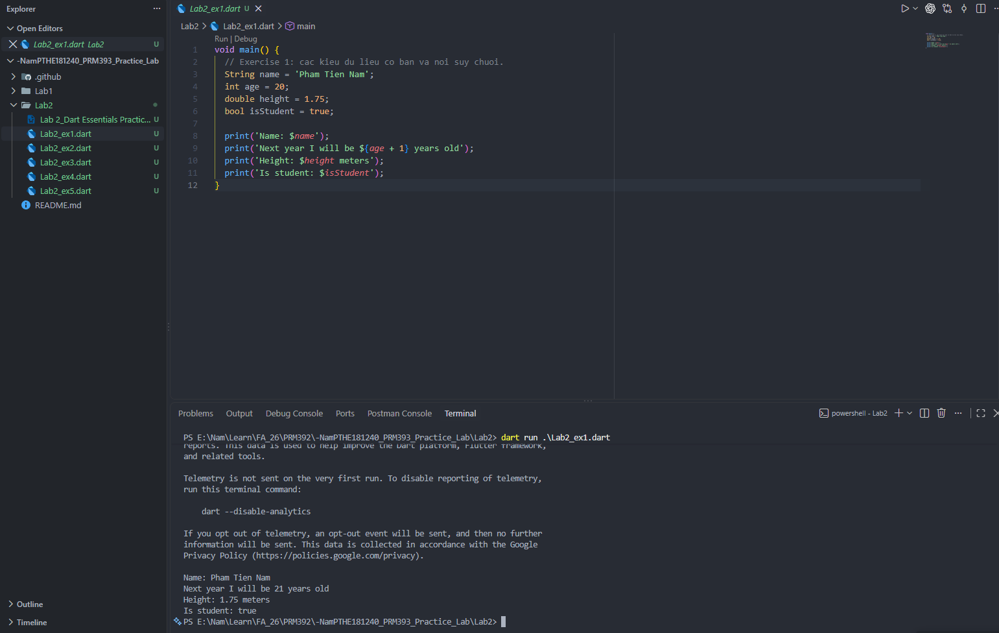 Explorer
Open Editors
Lab2_ex1.dart Lab2 U
-NamPTHE181240_PRM393_Practice_Lab
.github
Lab1
Lab2
Lab 2_Dart Essentials Practic... U
Lab2_ex1.dart U
Lab2_ex2.dart U
Lab2_ex3.dart U
Lab2_ex4.dart U
Lab2_ex5.dart U
README.md
Outline
Timeline
Lab2_ex1.dart U
Lab2 > Lab2_ex1.dart > main
Run | Debug
1 void main() {
2 // Exercise 1: cac kieu du lieu co ban va noi suy chuoi.
3 String name = 'Pham Tien Nam';
4 int age = 20;
5 double height = 1.75;
6 bool isStudent = true;
7
8 print('Name: $name');
9 print('Next year I will be ${age + 1} years old');
10 print('Height: $height meters');
11 print('Is student: $isStudent');
12 }
Problems Output Debug Console Ports Postman Console Terminal
powershell - Lab2
PS E:\Nam\Learn\FA_26\PRM392\-NamPTHE181240_PRM393_Practice_Lab\Lab2> dart run .\Lab2_ex1.dart
reports. This data is used to help improve the Dart platform, Flutter framework,
and related tools.
Telemetry is not sent on the very first run. To disable reporting of telemetry,
run this terminal command:
dart --disable-analytics
If you opt out of telemetry, an opt-out event will be sent, and then no further
information will be sent. This data is collected in accordance with the Google
Privacy Policy (https://policies.google.com/privacy).
Name: Pham Tien Nam
Next year I will be 21 years old
Height: 1.75 meters
Is student: true
PS E:\Nam\Learn\FA_26\PRM392\-NamPTHE181240_PRM393_Practice_Lab\Lab2>